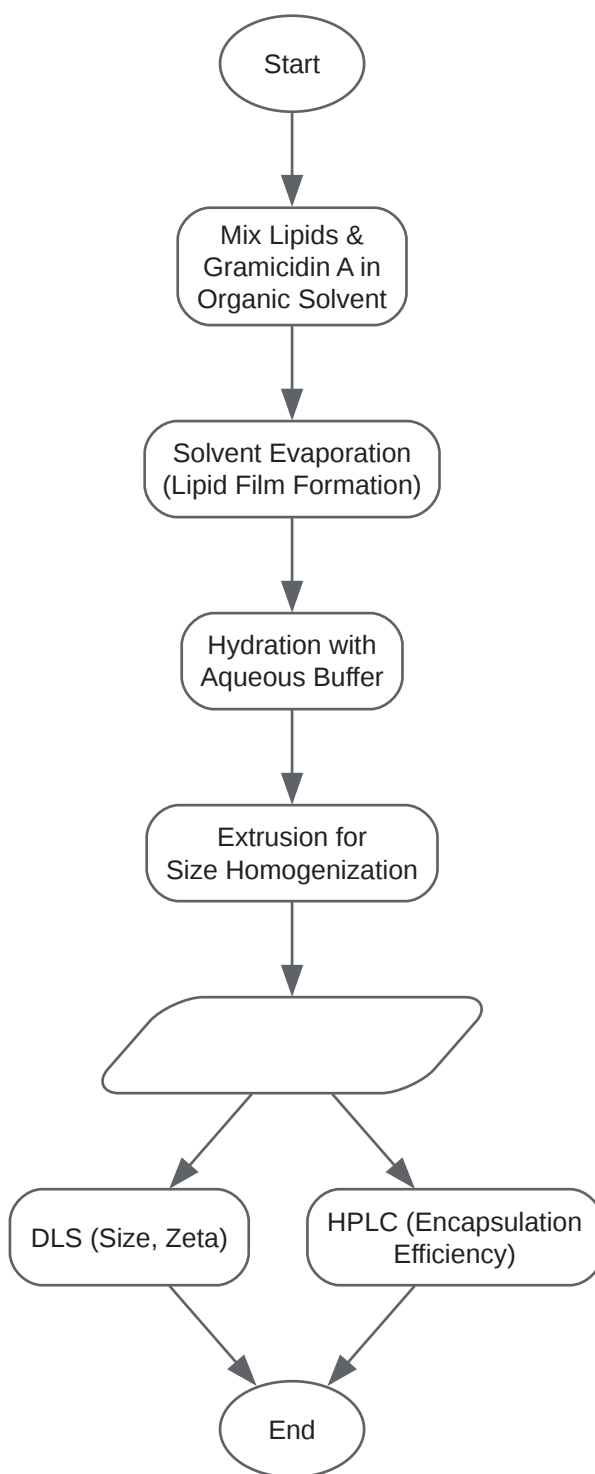 Start
Mix Lipids &
Gramicidin A in
Organic Solvent
Solvent Evaporation
(Lipid Film Formation)
Hydration with
Aqueous Buffer
Extrusion for
Size Homogenization
DLS (Size, Zeta)
HPLC (Encapsulation
Efficiency)
End